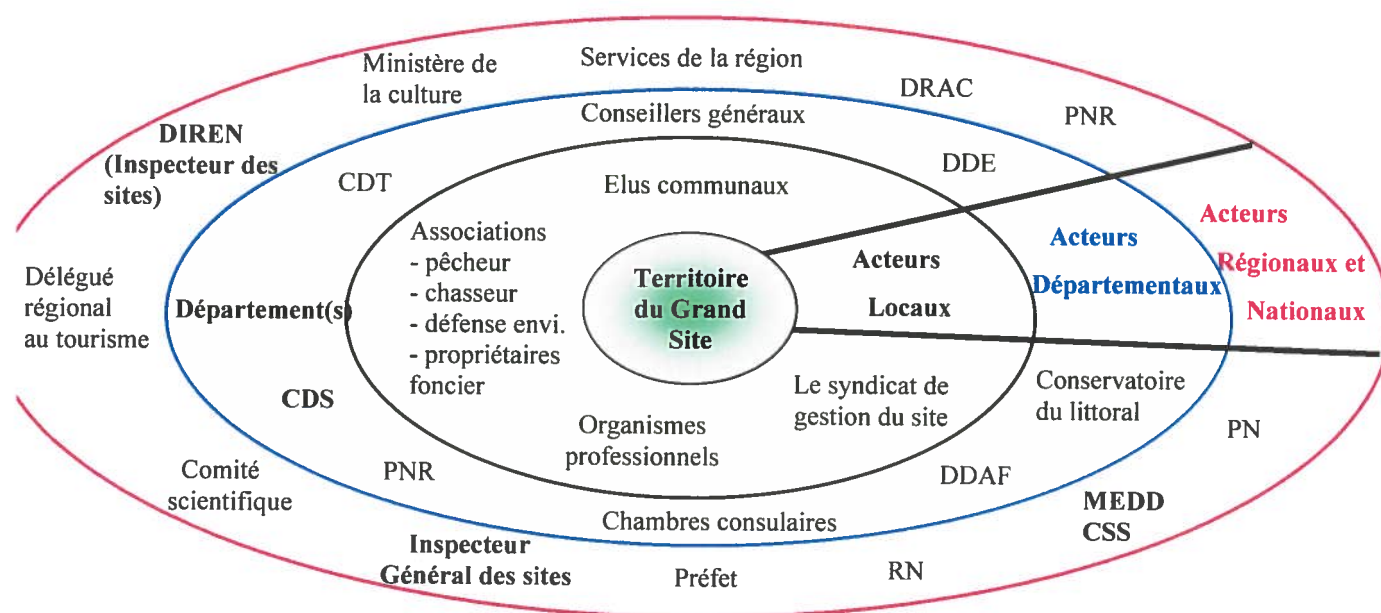 Ministère de
la culture
Services de la région
DRAC
PNR
DIREN
(Inspecteur des
sites)
Conseillers généraux
CDT
DDE
Elus communaux
Acteurs
Régionaux et
Nationaux
Acteurs
Départementaux
Acteurs
Locaux
Associations
- pêcheur
- chasseur
- défense envi.
- propriétaires
foncier
Territoire
du Grand
Site
Délégué
régional
au tourisme
Département(s)
CDS
Le syndicat de
gestion du site
Conservatoire
du littoral
PN
Organismes
professionnels
PNR
DDAF
Comité
scientifique
MEDD
CSS
Chambres consulaires
Inspecteur
Général des sites
Préfet
RN